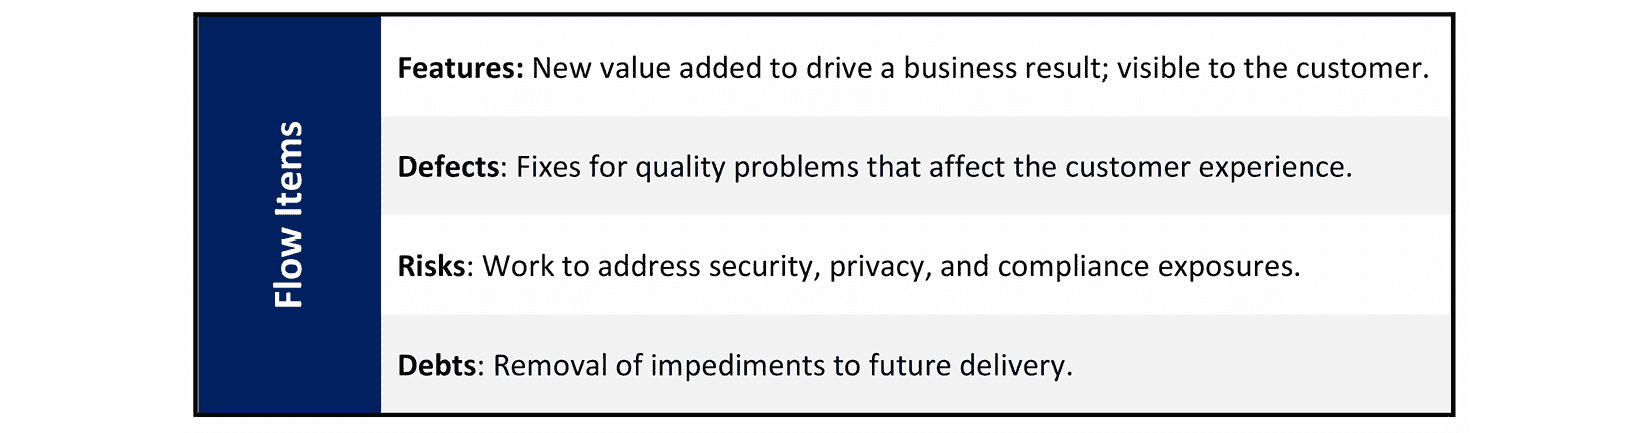 Flow Items
Features: New value added to drive a business result; visible to the customer.
Defects: Fixes for quality problems that affect the customer experience.
Risks: Work to address security, privacy, and compliance exposures.
Debts: Removal of impediments to future delivery.